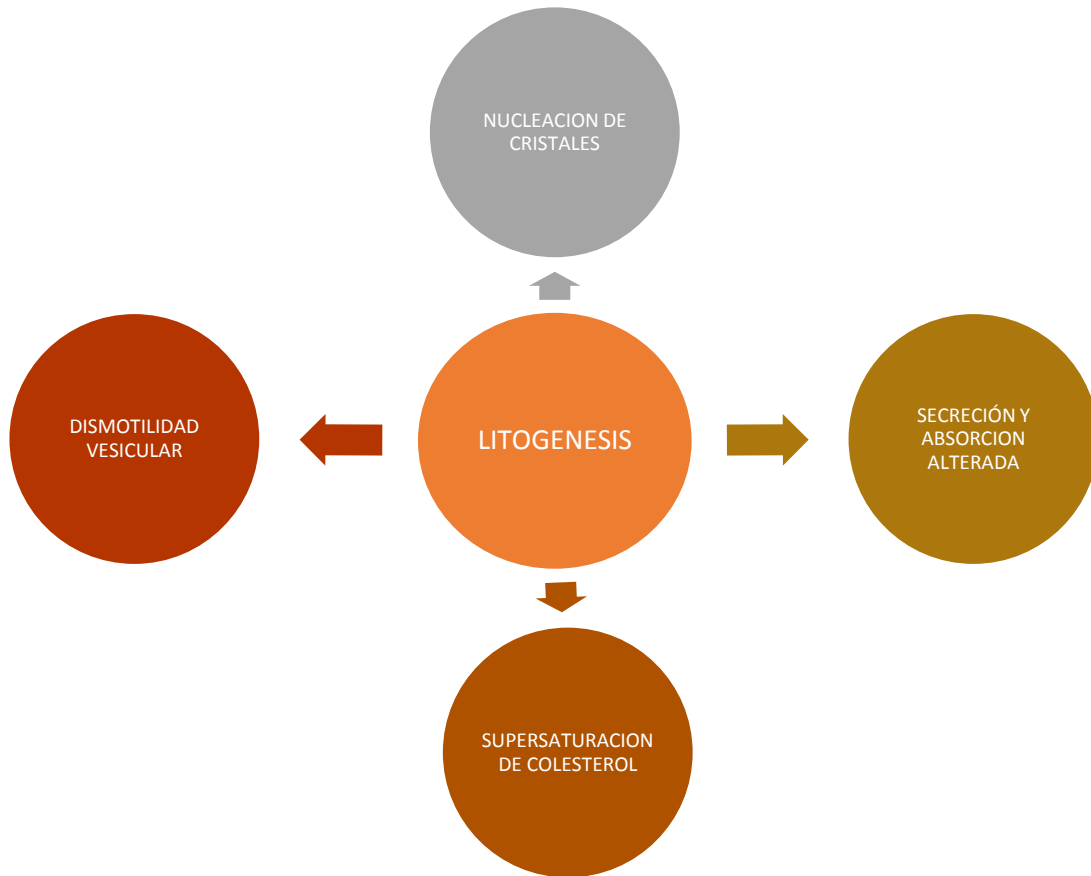 NUCLEACION DE
CRISTALES
DISMOTILIDAD
VESICULAR
LITOGENESIS
SECRECIÓN Y
ABSORCION
ALTERADA
SUPERSATURACION
DE COLESTEROL